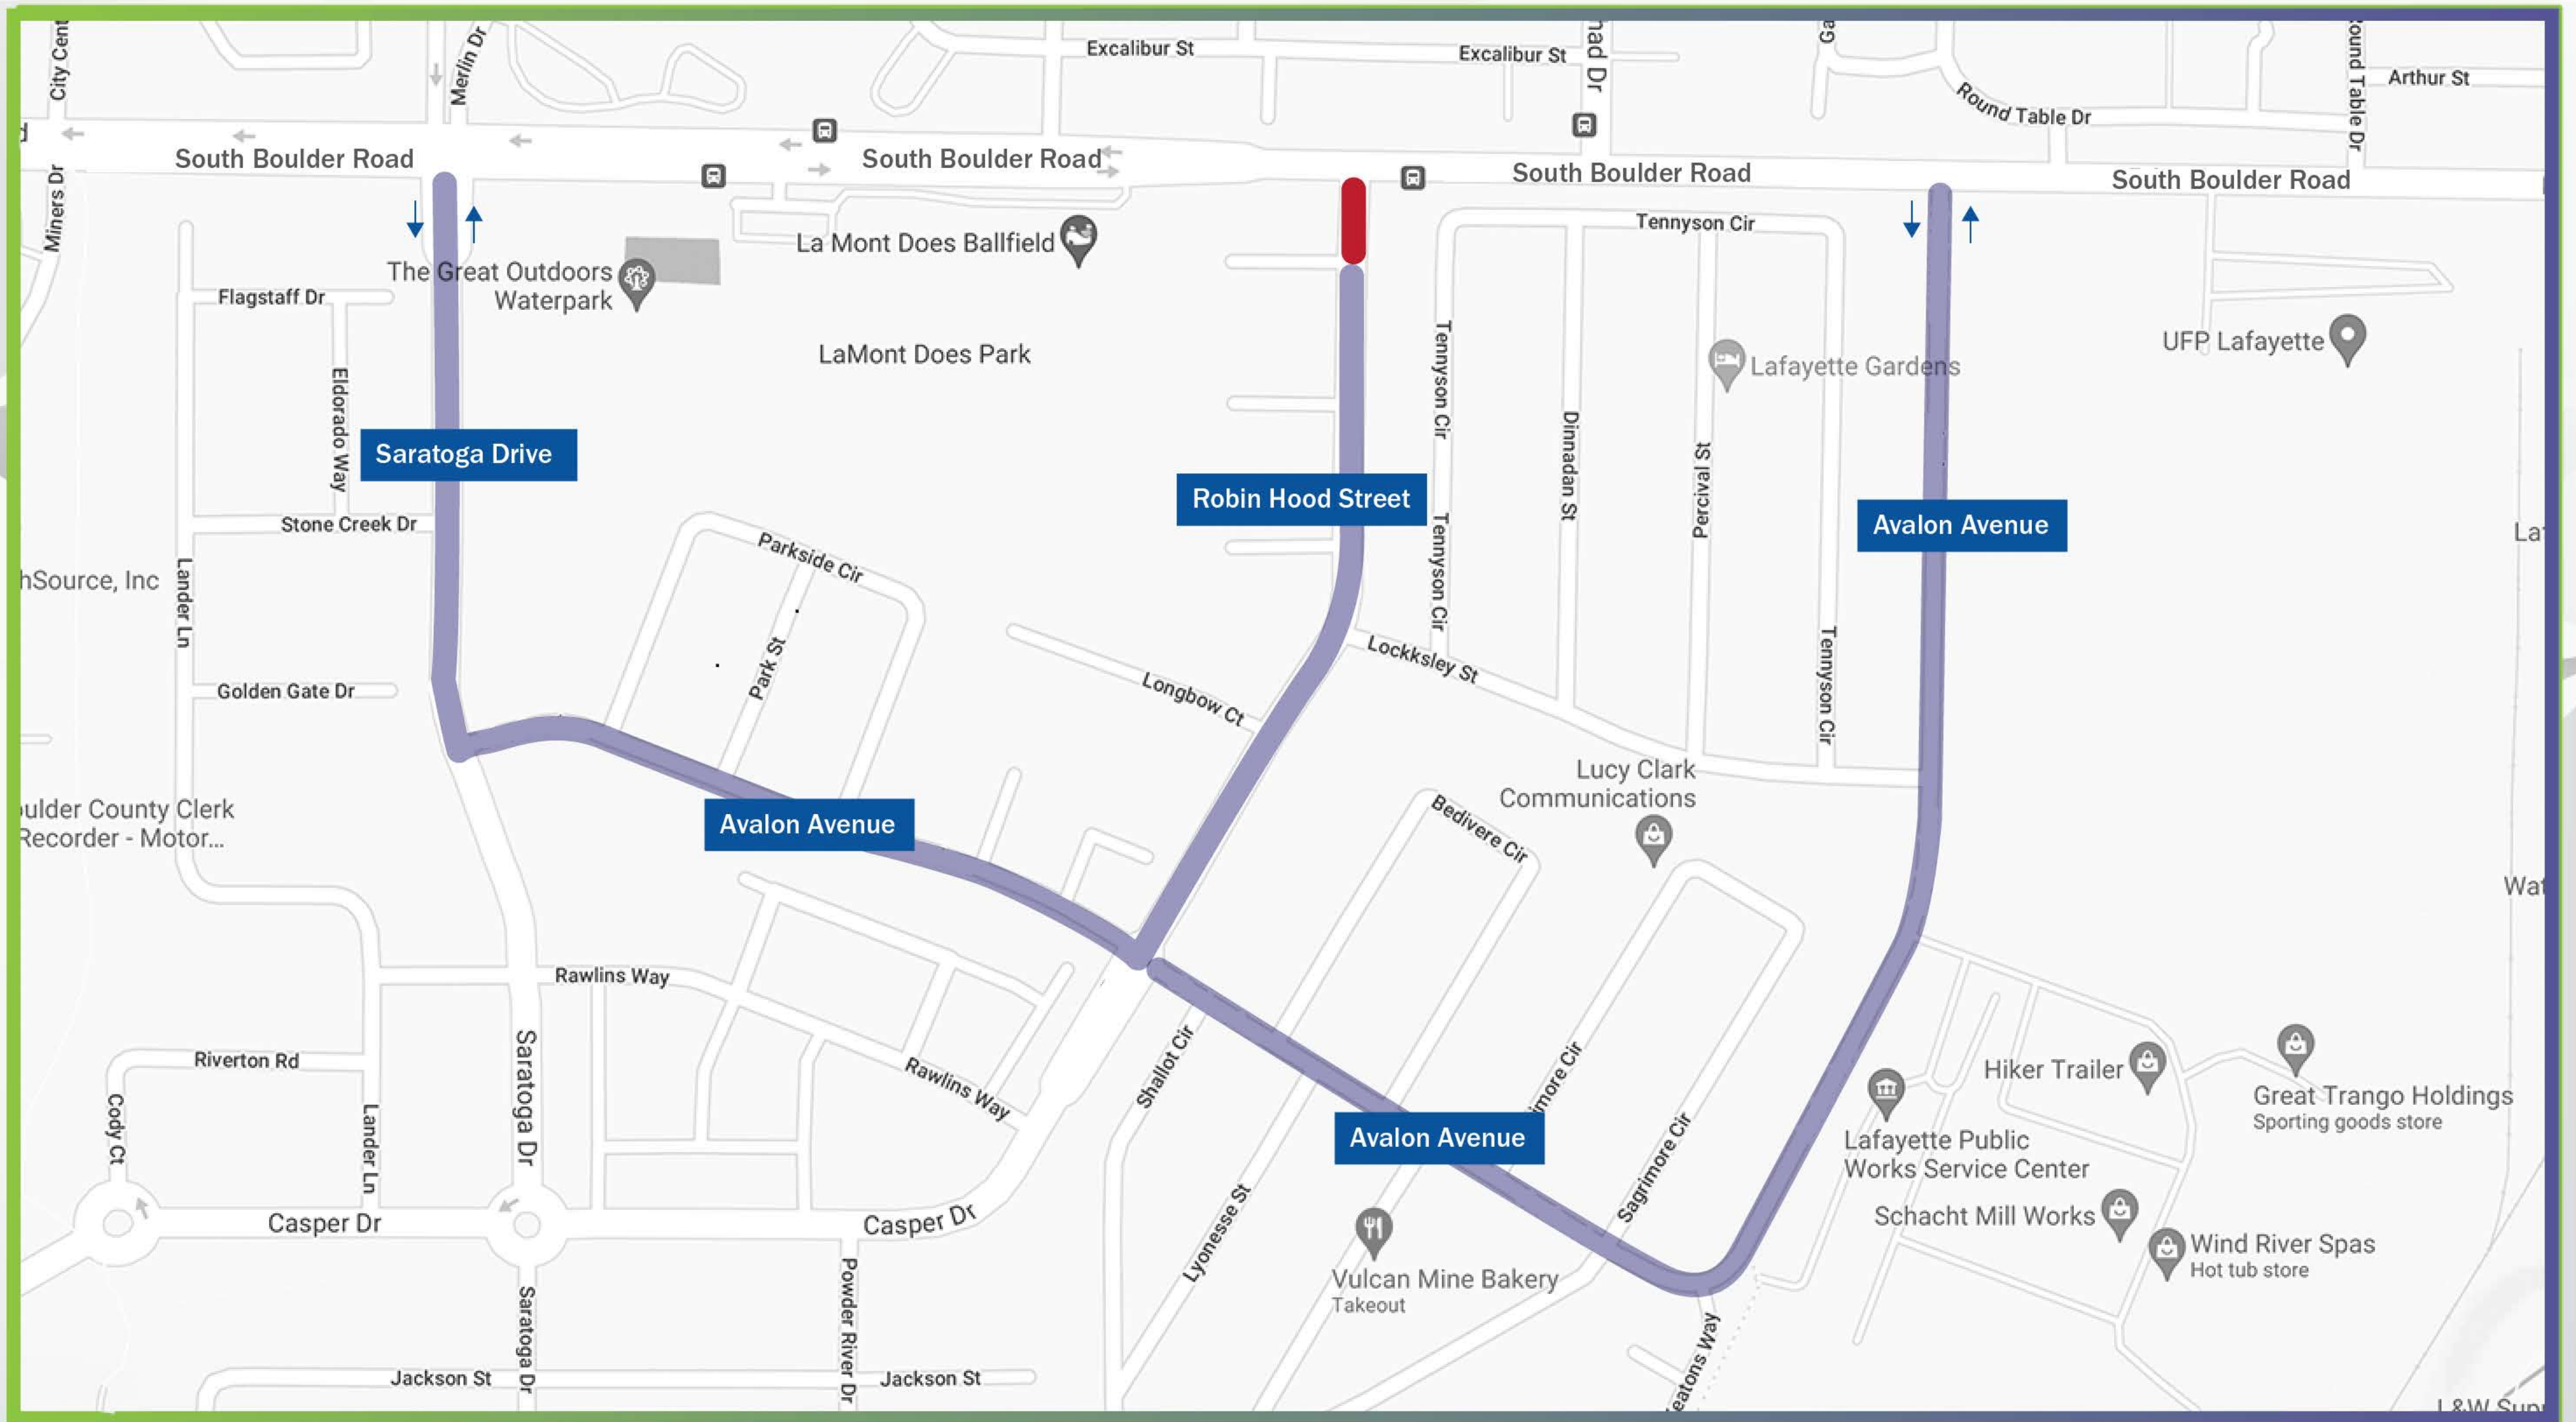 City Cent
Merlin Dr
Excalibur St
Excalibur St
Round Table Dr
Round Table Dr
Arthur St
South Boulder Road
South Boulder Road
South Boulder Road
South Boulder Road
Miners Dr
The Great Outdoors
Waterpark
La Mont Does Ballfield
LaMont Does Park
Tennyson Cir
Flagstaff Dr
Eldorado Way
Tennyson Cir
Dinnadan St
Percival St
Lafayette Gardens
UFP Lafayette
Saratoga Drive
Robin Hood Street
Avalon Avenue
Stone Creek Dr
Lander Ln
hSource, Inc
Parkside Cir
Park St
Tennyson Cir
Tennyson Cir
Lockksley St
Longbow Ct
Golden Gate Dr
Lucy Clark
Communications
Bedivere Cir
Avalon Avenue
oulder County Clerk
Recorder - Motor...
Wat
Rawlins Way
Rawlins Way
Riverton Rd
Saratoga Dr
Cody Ct
Lander Ln
Shallot Cir
imore Cir
Sagrimore Cir
Avalon Avenue
Hiker Trailer
Great Trango Holdings
Sporting goods store
Lafayette Public
Works Service Center
Schacht Mill Works
Wind River Spas
Hot tub store
Casper Dr
Casper Dr
Lyonesse St
Vulcan Mine Bakery
Takeout
Powder River Dr
Saratoga Dr
Jackson St
Jackson St
eatons Way